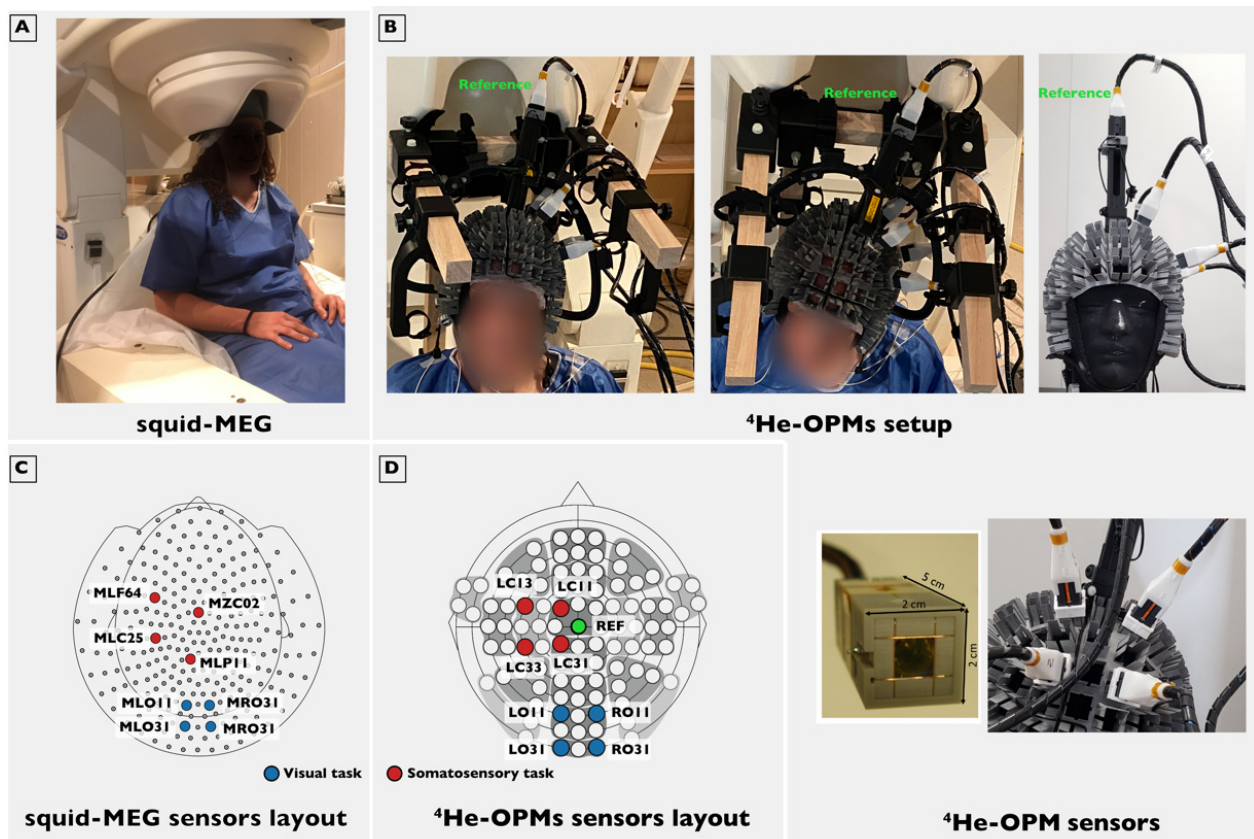 A
B
Reference
Reference
Reference
squid-MEG
⁴He-OPMs setup
C
D
MLF64
MZC02
MLC25
MLP11
MLO11
MRO31
MLO31
MRO31
Visual task
squid-MEG sensors layout
LC13
LC11
REF
LC33
LC31
LO11
RO11
LO31
RO31
Somatosensory task
⁴He-OPMs sensors layout
5 cm
2 cm
2 cm
⁴He-OPM sensors